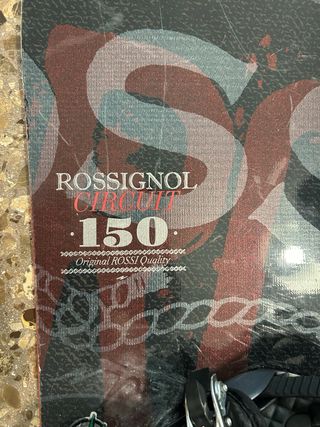 ROSSIGNOL
CIRCUIT
·150·
Original ROSSI Quality